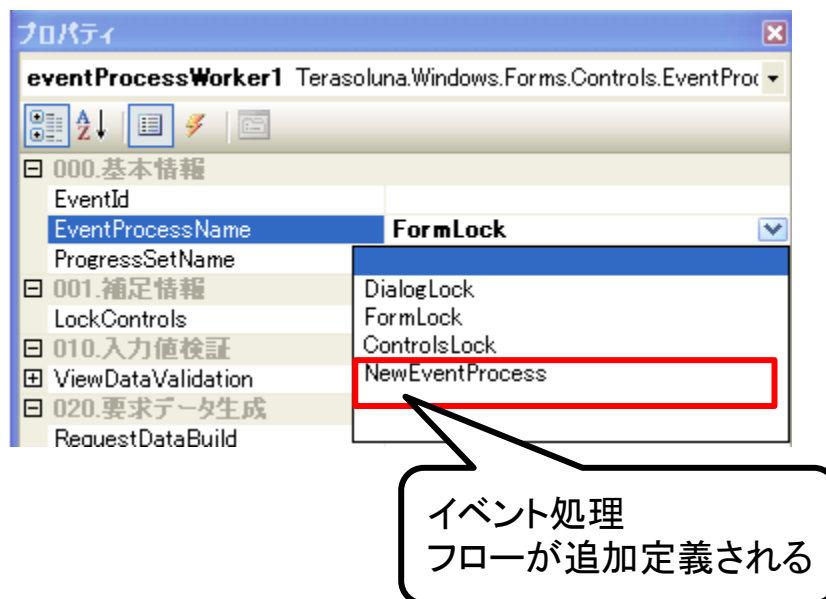 プロパティ
eventProcessWorker1 Terasoluna.Windows.Forms.Controls.EventProc
000.基本情報
EventId
EventProcessName FormLock
ProgressSetName
001.補足情報
DialogLock
LockControls
FormLock
010.入力値検証
ControlsLock
ViewDataValidation
NewEventProcess
020.要求データ生成
RequestDataBuild
イベント処理
フローが追加定義される